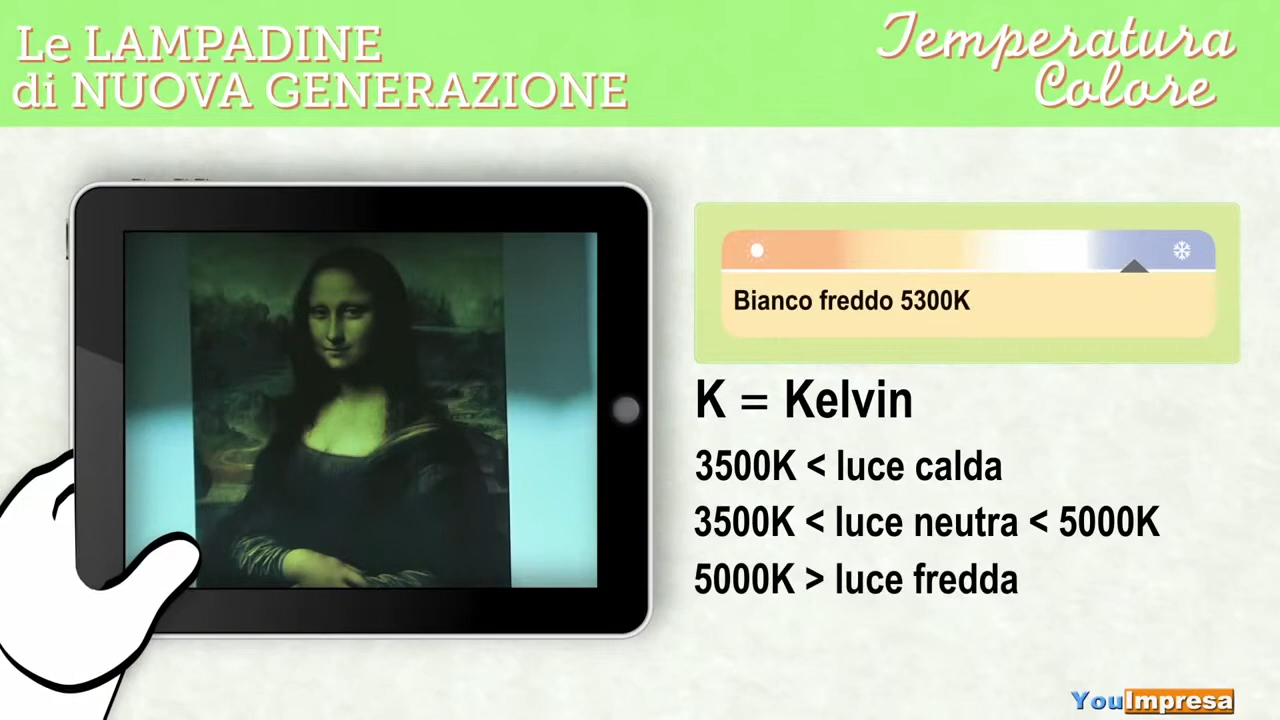 Le LAMPADINE
di NUOVA GENERAZIONE
Temperatura
Colore
Bianco freddo 5300K
K = Kelvin
3500K < luce calda
3500K < luce neutra < 5000K
5000K > luce fredda
YouImpresa